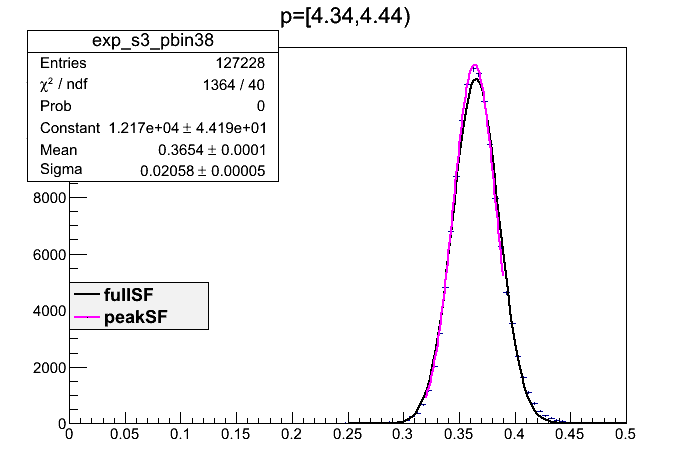 p=[4.34,4.44)
exp_s3_pbin38
Entries 127228
χ² / ndf 1364 / 40
Prob 0
Constant 1.217e+04 ± 4.419e+01
Mean 0.3654 ± 0.0001
Sigma 0.02058 ± 0.00005
8000
6000
4000
2000
0
fullSF
peakSF
0 0.05 0.1 0.15 0.2 0.25 0.3 0.35 0.4 0.45 0.5